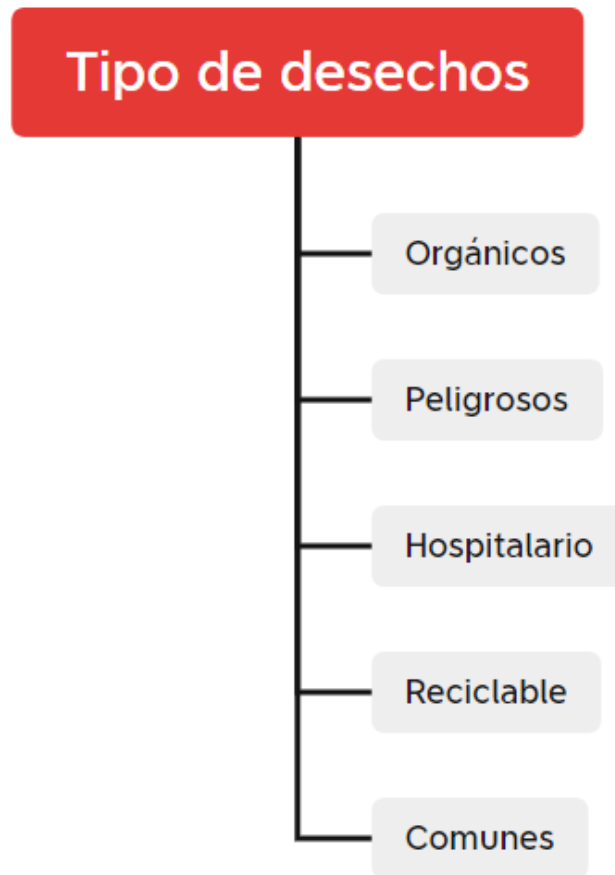 Tipo de desechos
Orgánicos
Peligrosos
Hospitalario
Reciclable
Comunes